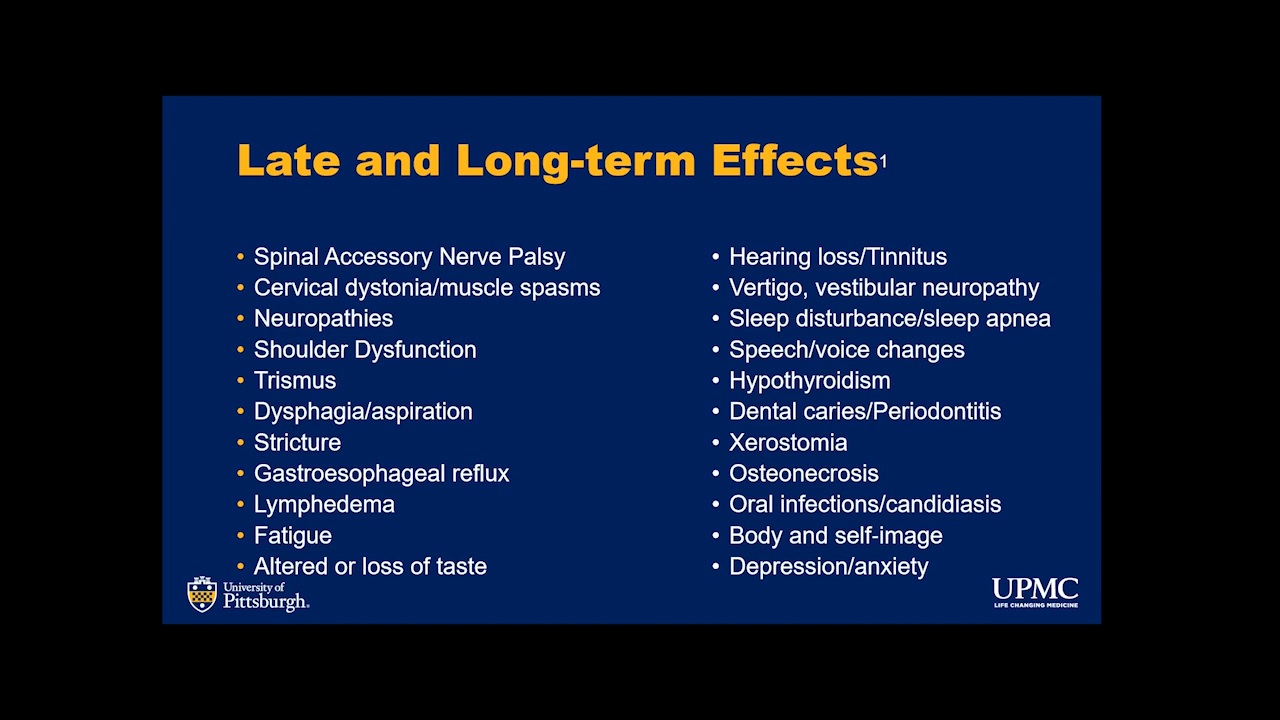 Late and Long-term Effects1
• Spinal Accessory Nerve Palsy
• Cervical dystonia/muscle spasms
• Neuropathies
• Shoulder Dysfunction
• Trismus
• Dysphagia/aspiration
• Stricture
• Gastroesophageal reflux
• Lymphedema
• Fatigue
• Altered or loss of taste
• Hearing loss/Tinnitus
• Vertigo, vestibular neuropathy
• Sleep disturbance/sleep apnea
• Speech/voice changes
• Hypothyroidism
• Dental caries/Periodontitis
• Xerostomia
• Osteonecrosis
• Oral infections/candidiasis
• Body and self-image
• Depression/anxiety
University of
Pittsburgh.
UPMC
LIFE CHANGING MEDICINE